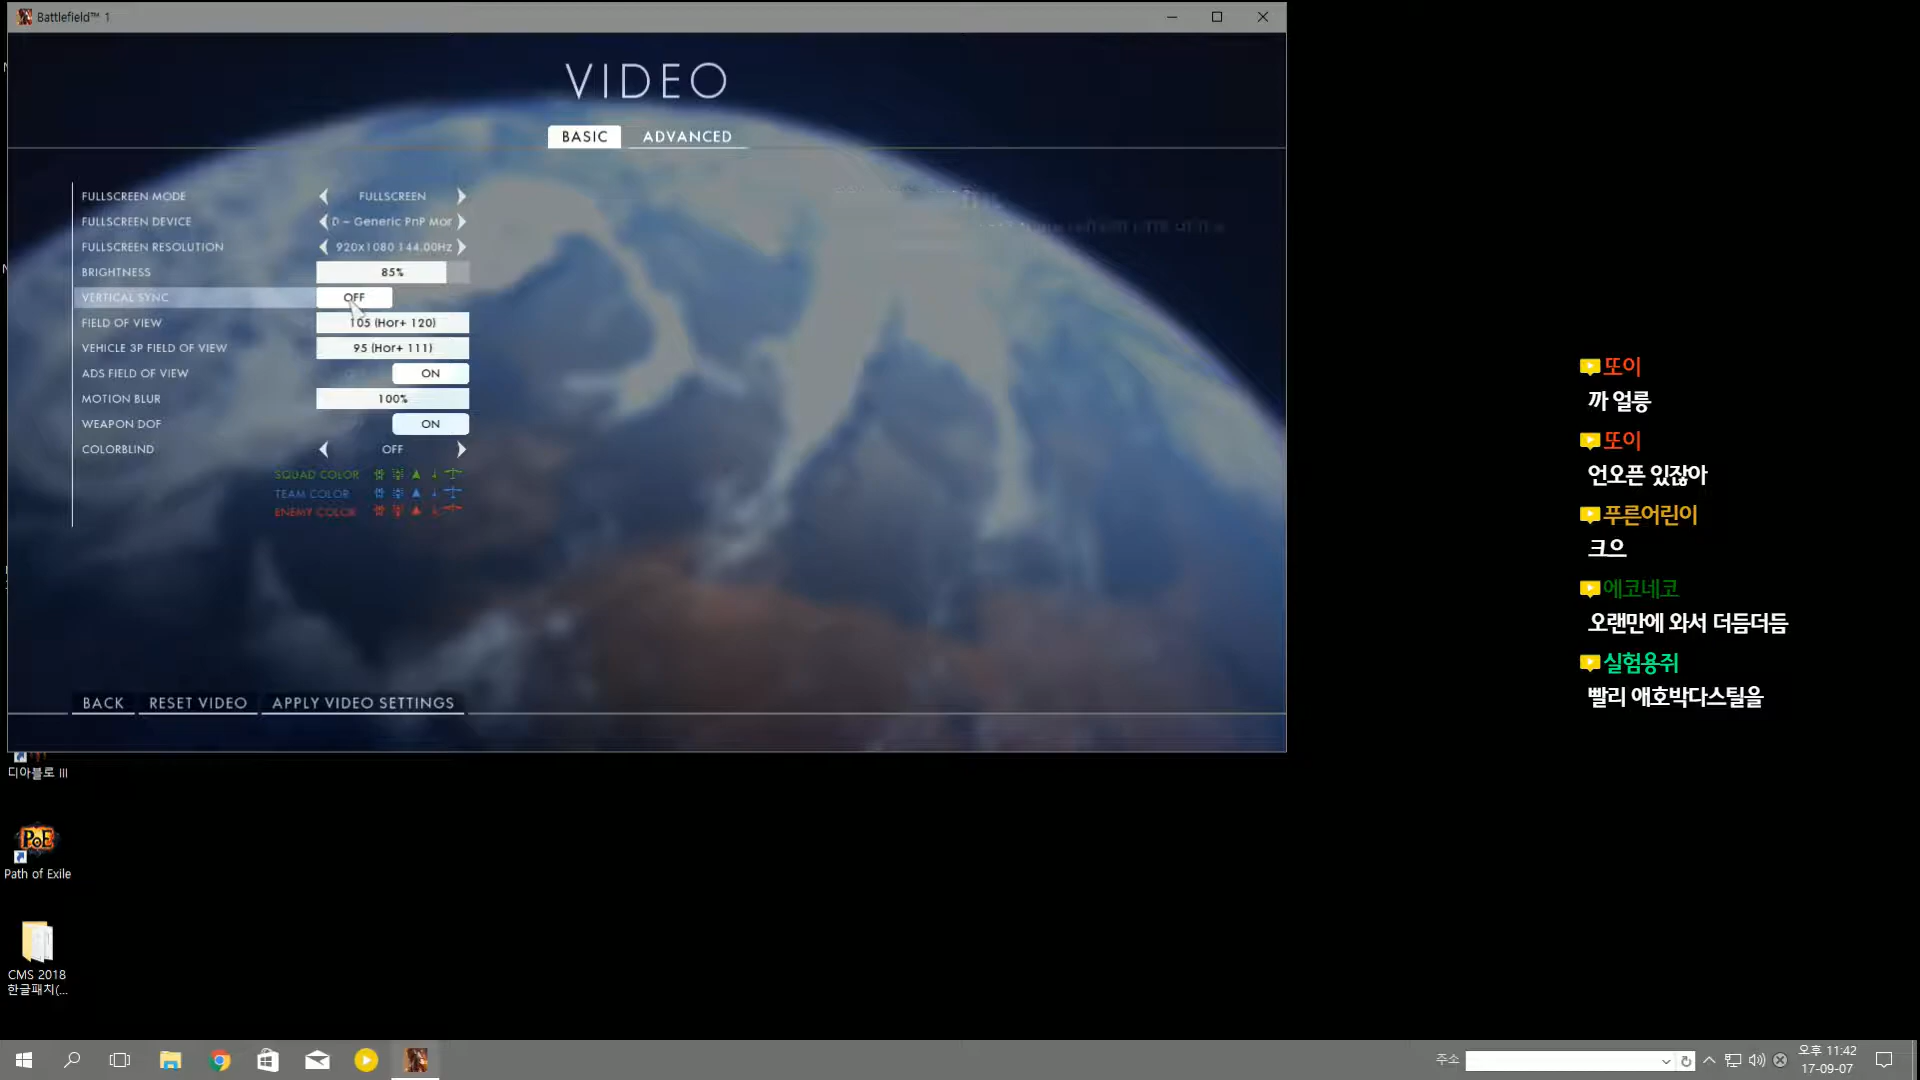 Battlefield™ 1
VIDEO
BASIC ADVANCED
FULLSCREEN MODE FULLSCREEN
FULLSCREEN DEVICE D – Generic PnP Mor
FULLSCREEN RESOLUTION 920x1080 144.00Hz
BRIGHTNESS 85%
VERTICAL SYNC OFF
FIELD OF VIEW 105 (Hor+ 120)
VEHICLE 3P FIELD OF VIEW 95 (Hor+ 111)
ADS FIELD OF VIEW ON
MOTION BLUR 100%
WEAPON DOF ON
COLORBLIND OFF
SQUAD COLOR
TEAM COLOR
ENEMY COLOR
BACK RESET VIDEO APPLY VIDEO SETTINGS
또이
까 얼릉
또이
언오픈 있잖아
푸른어린이
크으
에코네코
오랜만에 와서 더듬더듬
실험용쥐
빨리 애호박다스틸을
디아블로 III
PoE
Path of Exile
CMS 2018
한글패치(...
주소
오후 11:42
17-09-07